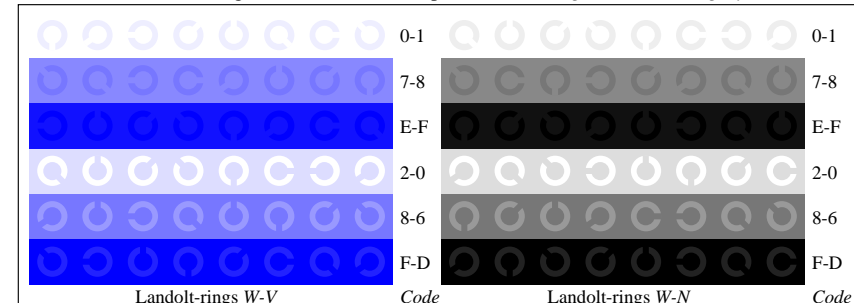 0-1 0-1
7-8 7-8
E-F E-F
2-0 2-0
8-6 8-6
F-D F-D
Landolt-rings W-V Code Landolt-rings W-N Code